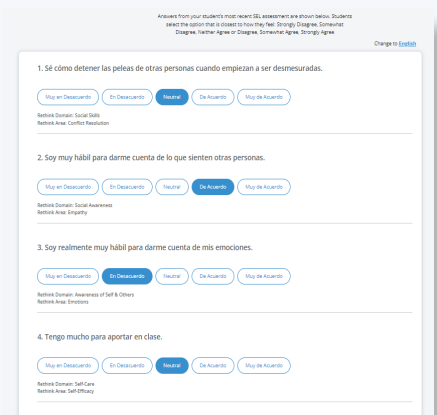 Answers from your student's most recent SEL assessment are shown below. Students
select the option that is closest to how they feel: Strongly Disagree, Somewhat
Disagree, Neither Agree or Disagree, Somewhat Agree, Strongly Agree
Change to English
1. Sé cómo detener las peleas de otras personas cuando empiezan a ser desmesuradas.
Muy en Desacuerdo En Desacuerdo Neutral De Acuerdo Muy de Acuerdo
Rethink Domain: Social Skills
Rethink Area: Conflict Resolution
2. Soy muy hábil para darme cuenta de lo que sienten otras personas.
Muy en Desacuerdo En Desacuerdo Neutral De Acuerdo Muy de Acuerdo
Rethink Domain: Social Awareness
Rethink Area: Empathy
3. Soy realmente muy hábil para darme cuenta de mis emociones.
Muy en Desacuerdo En Desacuerdo Neutral De Acuerdo Muy de Acuerdo
Rethink Domain: Awareness of Self & Others
Rethink Area: Emotions
4. Tengo mucho para aportar en clase.
Muy en Desacuerdo En Desacuerdo Neutral De Acuerdo Muy de Acuerdo
Rethink Domain: Self-Care
Rethink Area: Self-Efficacy